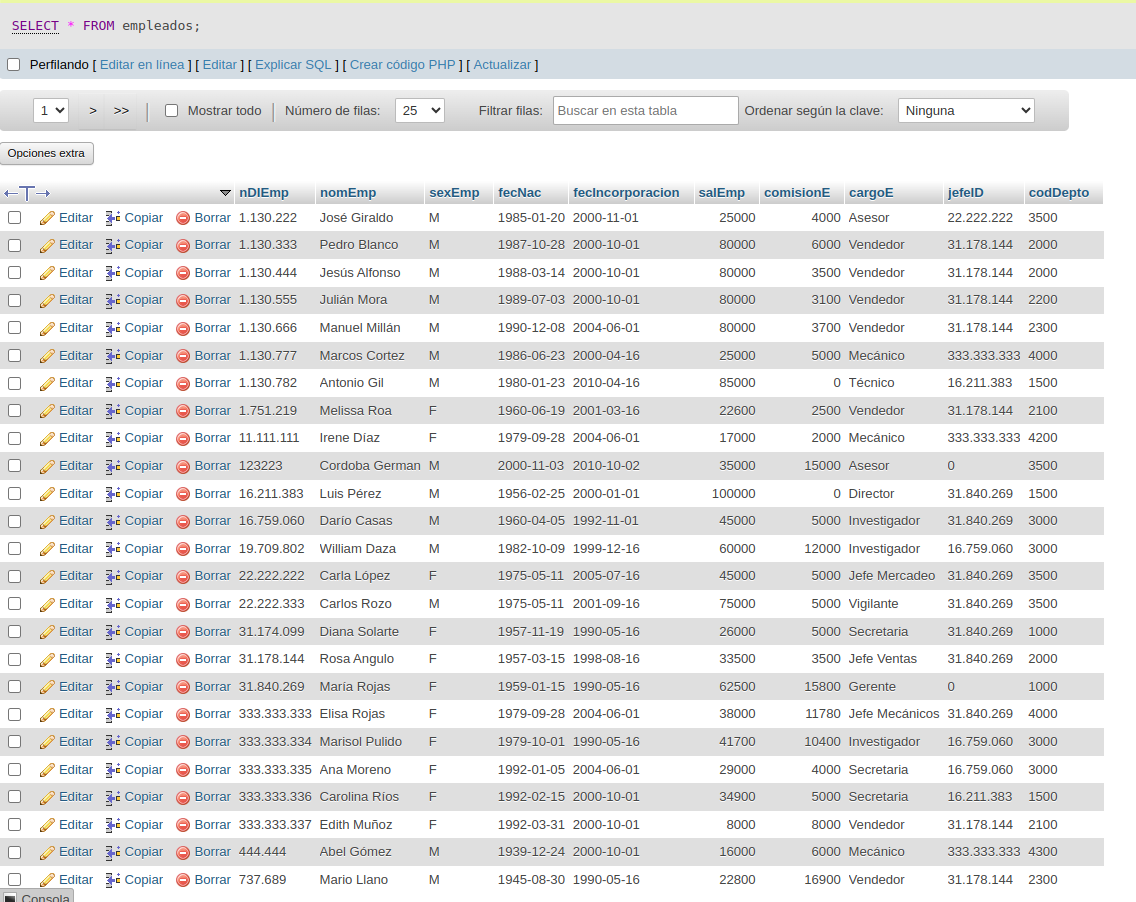 SELECT * FROM empleados;
Perfilando [ Editar en línea ] [ Editar ] [ Explicar SQL ] [ Crear código PHP ] [ Actualizar ]
1 > >> | Mostrar todo | Número de filas: 25 Filtrar filas: Buscar en esta tabla Ordenar según la clave: Ninguna
Opciones extra
←T→ nDIEmp nomEmp sexEmp fecNac fecIncorporacion salEmp comisionE cargoE jefeID codDepto
Editar Copiar Borrar 1.130.222 José Giraldo M 1985-01-20 2000-11-01 25000 4000 Asesor 22.222.222 3500
Editar Copiar Borrar 1.130.333 Pedro Blanco M 1987-10-28 2000-10-01 80000 6000 Vendedor 31.178.144 2000
Editar Copiar Borrar 1.130.444 Jesús Alfonso M 1988-03-14 2000-10-01 80000 3500 Vendedor 31.178.144 2000
Editar Copiar Borrar 1.130.555 Julián Mora M 1989-07-03 2000-10-01 80000 3100 Vendedor 31.178.144 2200
Editar Copiar Borrar 1.130.666 Manuel Millán M 1990-12-08 2004-06-01 80000 3700 Vendedor 31.178.144 2300
Editar Copiar Borrar 1.130.777 Marcos Cortez M 1986-06-23 2000-04-16 25000 5000 Mecánico 333.333.333 4000
Editar Copiar Borrar 1.130.782 Antonio Gil M 1980-01-23 2010-04-16 85000 0 Técnico 16.211.383 1500
Editar Copiar Borrar 1.751.219 Melissa Roa F 1960-06-19 2001-03-16 22600 2500 Vendedor 31.178.144 2100
Editar Copiar Borrar 11.111.111 Irene Díaz F 1979-09-28 2004-06-01 17000 2000 Mecánico 333.333.333 4200
Editar Copiar Borrar 123223 Cordoba German M 2000-11-03 2010-10-02 35000 15000 Asesor 0 3500
Editar Copiar Borrar 16.211.383 Luis Pérez M 1956-02-25 2000-01-01 100000 0 Director 31.840.269 1500
Editar Copiar Borrar 16.759.060 Darío Casas M 1960-04-05 1992-11-01 45000 5000 Investigador 31.840.269 3000
Editar Copiar Borrar 19.709.802 William Daza M 1982-10-09 1999-12-16 60000 12000 Investigador 16.759.060 3000
Editar Copiar Borrar 22.222.222 Carla López F 1975-05-11 2005-07-16 45000 5000 Jefe Mercadeo 31.840.269 3500
Editar Copiar Borrar 22.222.333 Carlos Rozo M 1975-05-11 2001-09-16 75000 5000 Vigilante 31.840.269 3500
Editar Copiar Borrar 31.174.099 Diana Solarte F 1957-11-19 1990-05-16 26000 5000 Secretaria 31.840.269 1000
Editar Copiar Borrar 31.178.144 Rosa Angulo F 1957-03-15 1998-08-16 33500 3500 Jefe Ventas 31.840.269 2000
Editar Copiar Borrar 31.840.269 María Rojas F 1959-01-15 1990-05-16 62500 15800 Gerente 0 1000
Editar Copiar Borrar 333.333.333 Elisa Rojas F 1979-09-28 2004-06-01 38000 11780 Jefe Mecánicos 31.840.269 4000
Editar Copiar Borrar 333.333.334 Marisol Pulido F 1979-10-01 1990-05-16 41700 10400 Investigador 16.759.060 3000
Editar Copiar Borrar 333.333.335 Ana Moreno F 1992-01-05 2004-06-01 29000 4000 Secretaria 16.759.060 3000
Editar Copiar Borrar 333.333.336 Carolina Ríos F 1992-02-15 2000-10-01 34900 5000 Secretaria 16.211.383 1500
Editar Copiar Borrar 333.333.337 Edith Muñoz F 1992-03-31 2000-10-01 8000 8000 Vendedor 31.178.144 2100
Editar Copiar Borrar 444.444 Abel Gómez M 1939-12-24 2000-10-01 16000 6000 Mecánico 333.333.333 4300
Editar Copiar Borrar 737.689 Mario Llano M 1945-08-30 1990-05-16 22800 16900 Vendedor 31.178.144 2300
Consola